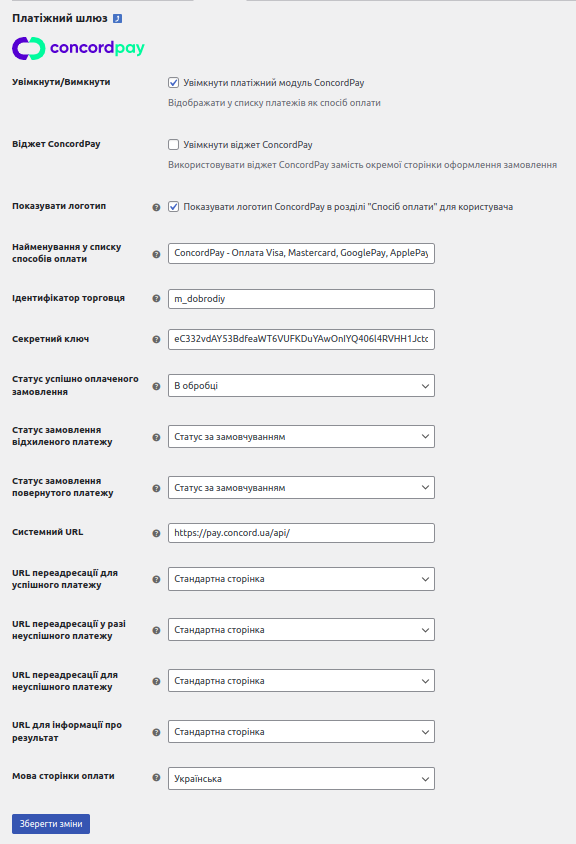 Платіжний шлюз
concordpay
Увімкнути/Вимкнути
Увімкнути платіжний модуль ConcordPay
Відображати у списку платежів як спосіб оплати
Віджет ConcordPay
Увімкнути віджет ConcordPay
Використовувати віджет ConcordPay замість окремої сторінки оформлення замовлення
Показувати логотип
Показувати логотип ConcordPay в розділі "Спосіб оплати" для користувача
Найменування у списку
способів оплати
ConcordPay - Оплата Visa, Mastercard, GooglePay, ApplePay
Ідентифікатор торговця
m_dobrodiy
Секретний ключ
Статус успішно оплаченого
замовлення
В обробці
Статус замовлення
відхиленого платежу
Статус за замовчуванням
Статус замовлення
повернутого платежу
Статус за замовчуванням
Системний URL
https://pay.concord.ua/api/
URL переадресації для
успішного платежу
Стандартна сторінка
URL переадресації у разі
неуспішного платежу
Стандартна сторінка
URL переадресації для
неуспішного платежу
Стандартна сторінка
URL для інформації про
результат
Стандартна сторінка
Мова сторінки оплати
Українська
Зберегти зміни